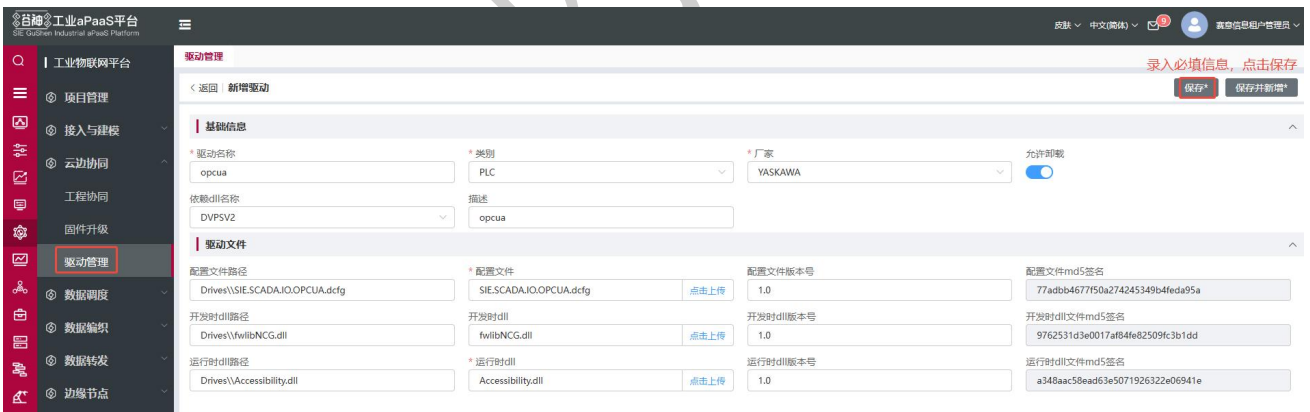 谷神工业aPaaS平台
SIE GuShen Industrial aPaaS Platform
皮肤 中文(简体) 9 赛意信息租户管理员
工业物联网平台
项目管理
接入与建模
云边协同
工程协同
固件升级
驱动管理
数据调度
数据编织
数据转发
边缘节点
驱动管理
录入必填信息，点击保存
返回 新增驱动
保存* 保存并新增*
基础信息
* 驱动名称 * 类别 * 厂家 允许卸载
opcua PLC YASKAWA
依赖dll名称 描述
DVPSV2 opcua
驱动文件
配置文件路径 * 配置文件 配置文件版本号 配置文件md5签名
Drives\\SIE.SCADA.IO.OPCUA.dcfg SIE.SCADA.IO.OPCUA.dcfg 点击上传 1.0 77adbb4677f50a274245349b4feda95a
开发时dll路径 开发时dll 开发时dll版本号 开发时dll文件md5签名
Drives\\fwlibNCG.dll fwlibNCG.dll 点击上传 1.0 9762531d3e0017af84fe82509fc3b1dd
运行时dll路径 * 运行时dll 运行时dll版本号 运行时dll文件md5签名
Drives\\Accessibility.dll Accessibility.dll 点击上传 1.0 a348aac58ead63e5071926322e06941e